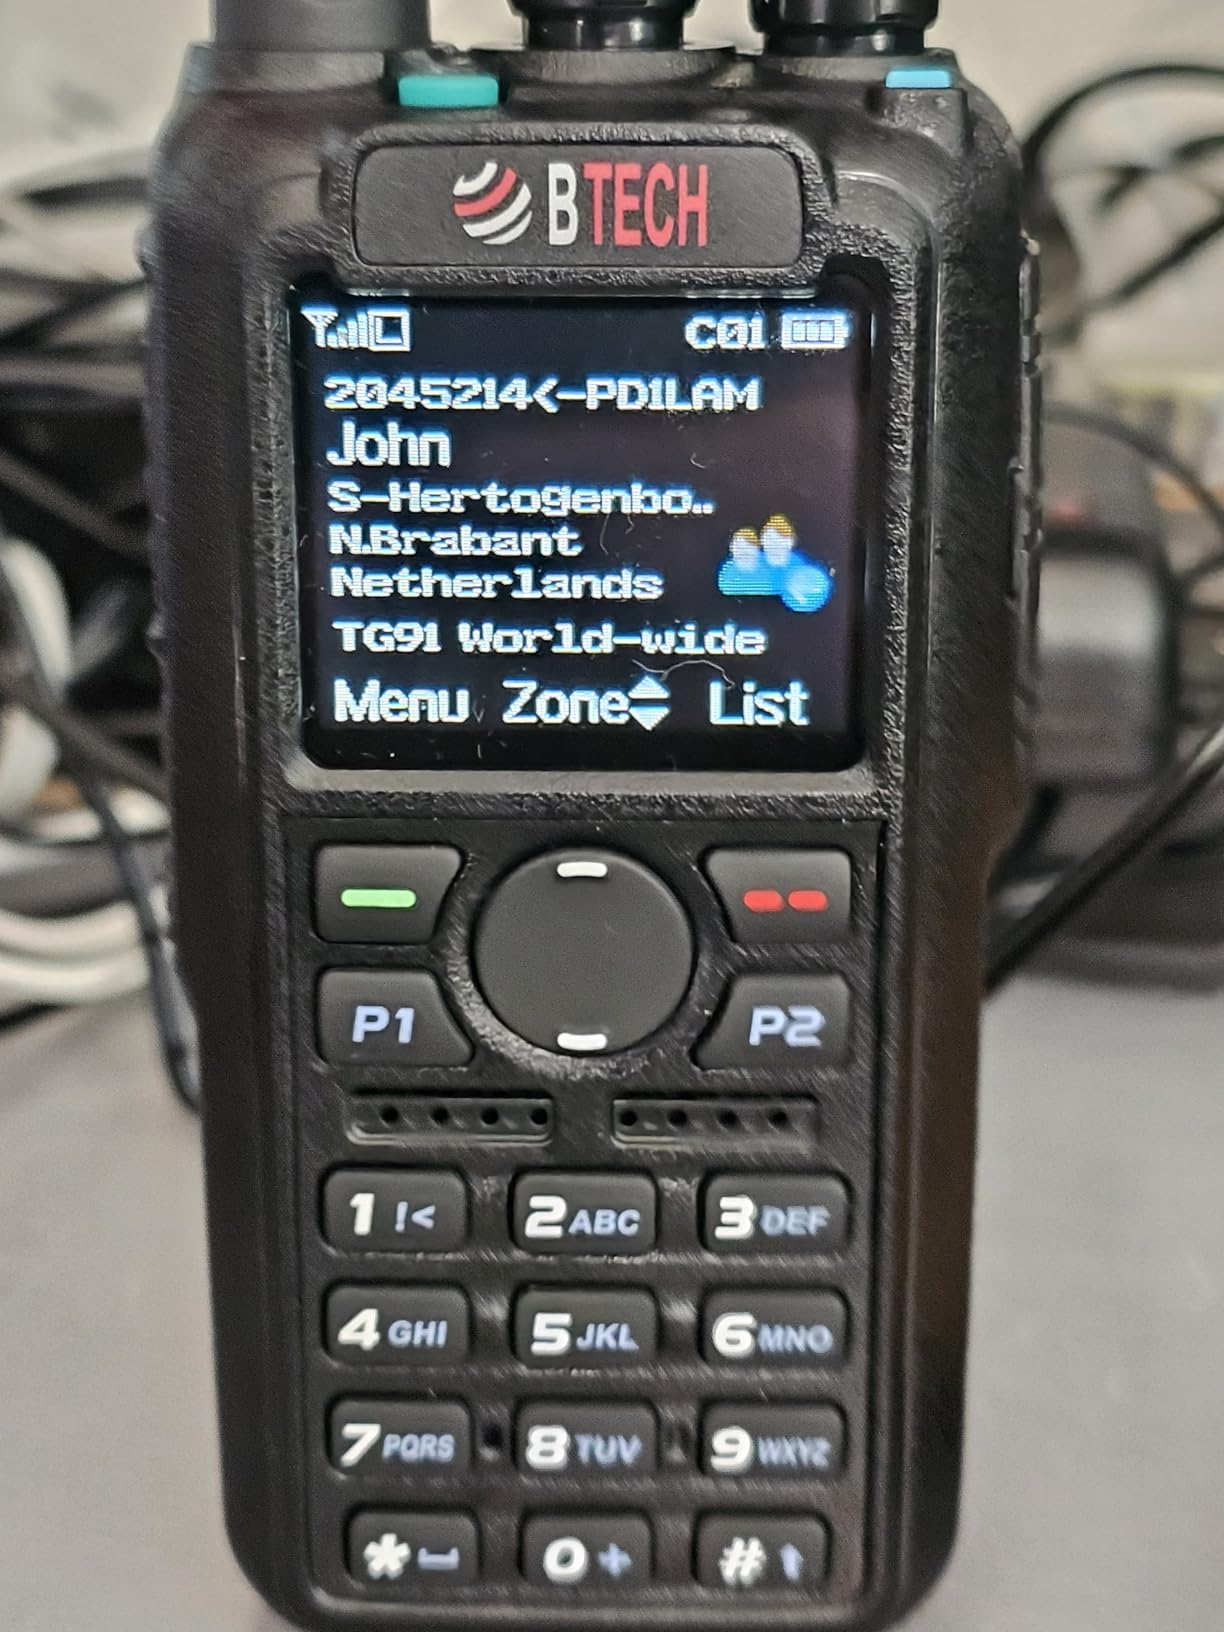 BTECH
C01
2045214<-PD1LAM
John
S-Hertogenbo..
N.Brabant
Netherlands
TG91 World-wide
Menu Zone List
P1 P2
1 !< 2 ABC 3 DEF
4 GHI 5 JKL 6 MNO
7 PQRS 8 TUV 9 WXYZ
* 0 + #